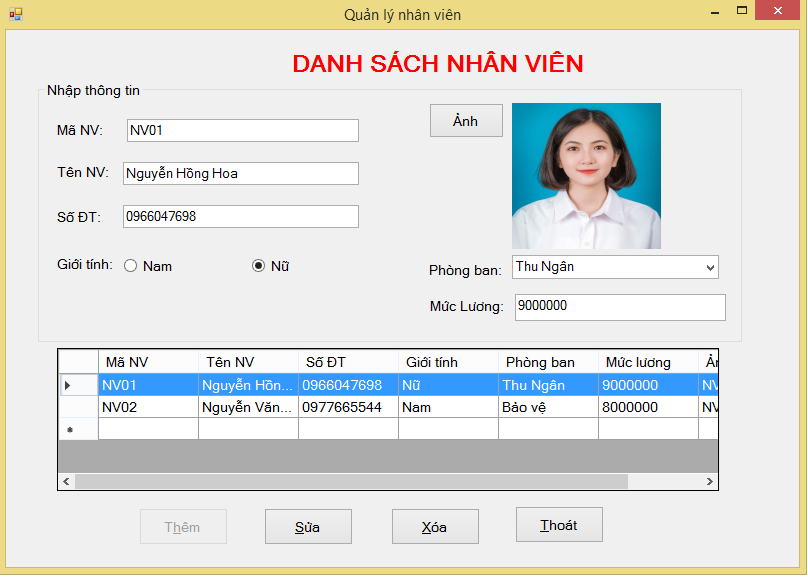 Quản lý nhân viên
DANH SÁCH NHÂN VIÊN
Nhập thông tin
Mã NV: NV01
Ảnh
Tên NV: Nguyễn Hồng Hoa
Số ĐT: 0966047698
Giới tính: Nam Nữ
Phòng ban: Thu Ngân
Mức Lương: 9000000
Mã NV Tên NV Số ĐT Giới tính Phòng ban Mức lương
NV01 Nguyễn Hồn... 0966047698 Nữ Thu Ngân 9000000 NV
NV02 Nguyễn Văn... 0977665544 Nam Bảo vệ 8000000 NV
Thêm Sửa Xóa Thoát